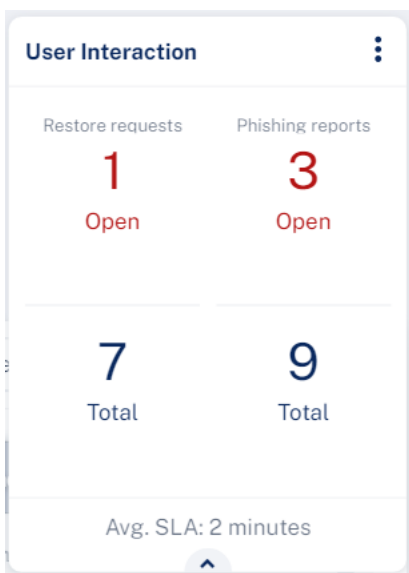 User Interaction
Restore requests Phishing reports
1 3
Open Open
7 9
Total Total
Avg. SLA: 2 minutes